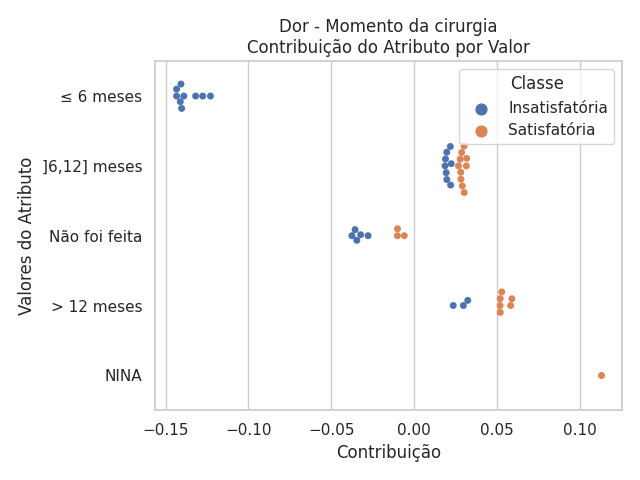 Dor - Momento da cirurgia
Contribuição do Atributo por Valor
Classe
Insatisfatória
Satisfatória
Valores do Atributo
≤ 6 meses
]6,12] meses
Não foi feita
> 12 meses
NINA
−0.15
−0.10
−0.05
0.00
0.05
0.10
Contribuição